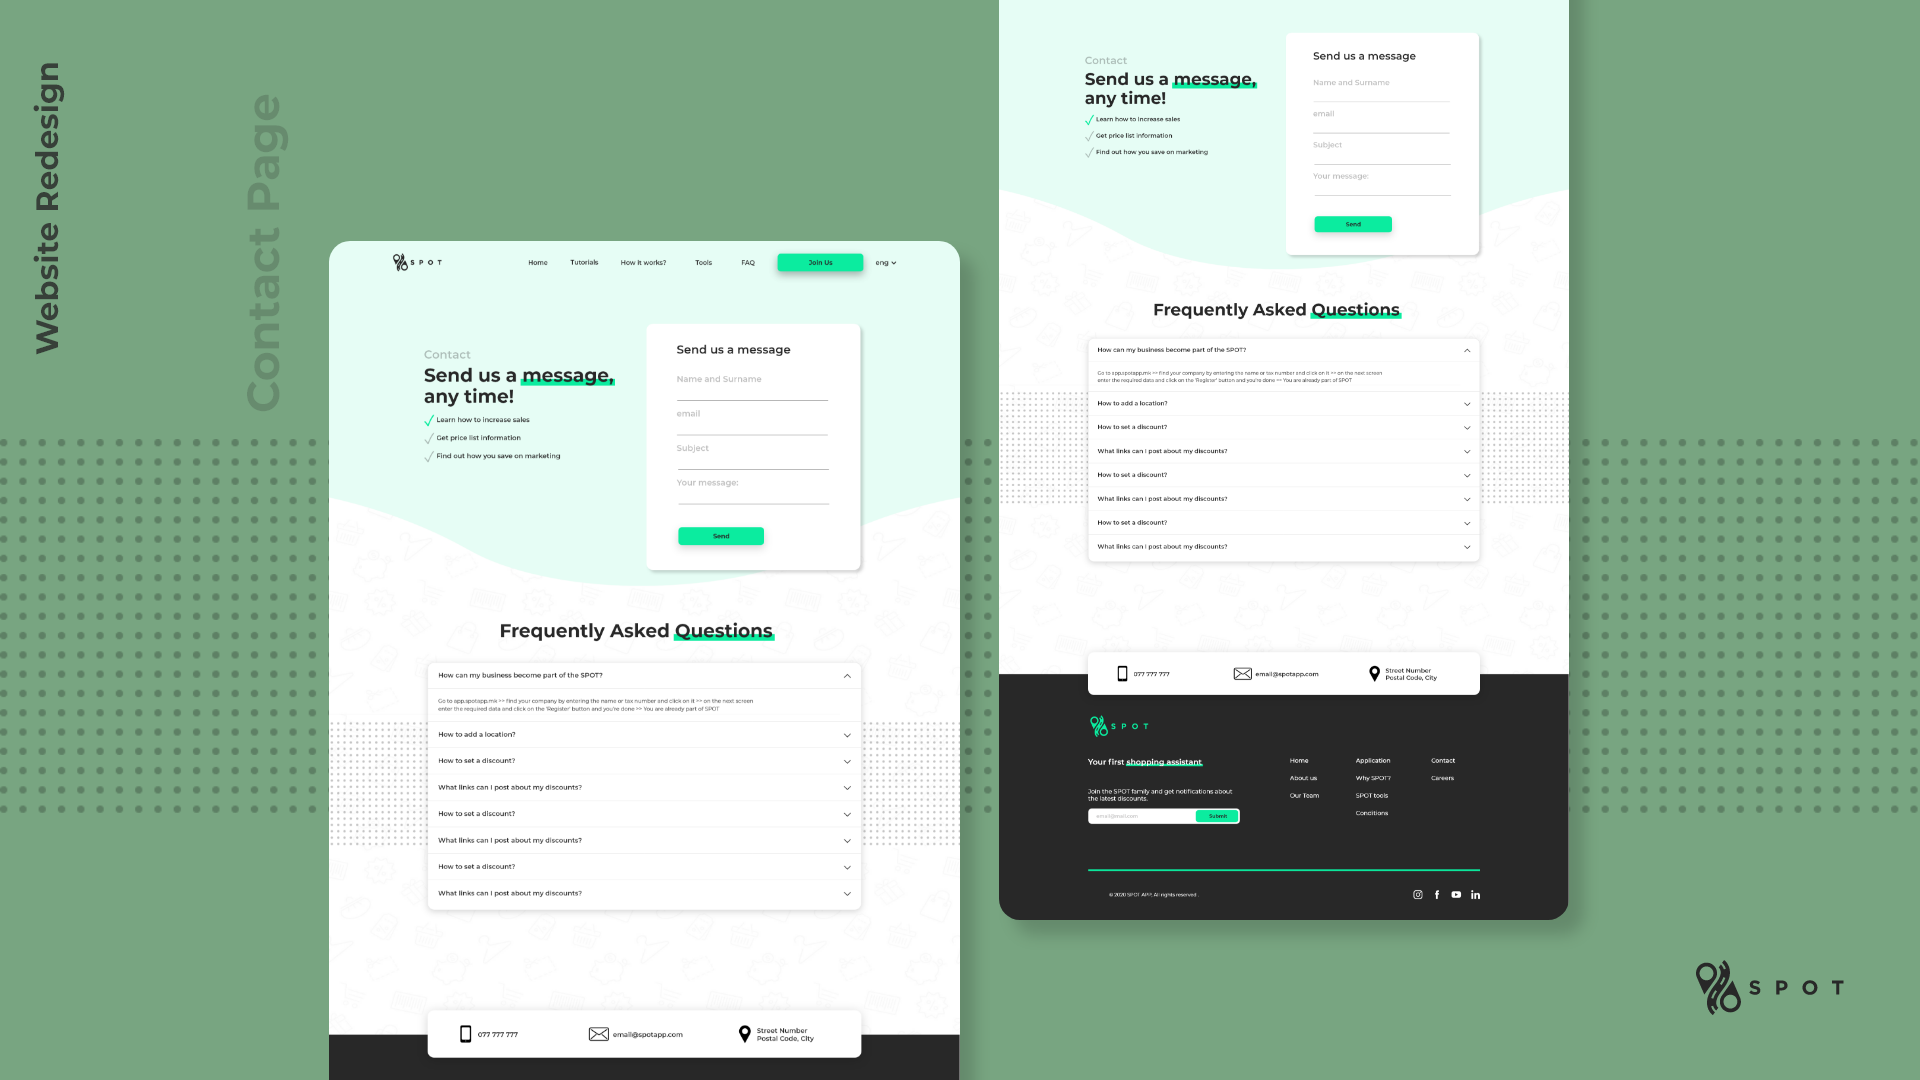 Website Redesign
Contact Page
SPOT
Home
Tutorials
How it works?
Tools
FAQ
Join Us
eng
Contact
Send us a message,
any time!
Learn how to increase sales
Get price list information
Find out how you save on marketing
Send us a message
Name and Surname
email
Subject
Your message:
Send
Frequently Asked Questions
How can my business become part of the SPOT?
Go to app.spotapp.mk >> find your company by entering the name or tax number and click on it >> on the next screen
enter the required data and click on the 'Register' button and you're done >> You are already part of SPOT
How to add a location?
How to set a discount?
What links can I post about my discounts?
How to set a discount?
What links can I post about my discounts?
How to set a discount?
What links can I post about my discounts?
077 777 777
email@spotapp.com
Street Number
Postal Code, City
Contact
Send us a message,
any time!
Learn how to increase sales
Get price list information
Find out how you save on marketing
Send us a message
Name and Surname
email
Subject
Your message:
Send
Frequently Asked Questions
How can my business become part of the SPOT?
Go to app.spotapp.mk >> find your company by entering the name or tax number and click on it >> on the next screen
enter the required data and click on the 'Register' button and you're done >> You are already part of SPOT
How to add a location?
How to set a discount?
What links can I post about my discounts?
How to set a discount?
What links can I post about my discounts?
How to set a discount?
What links can I post about my discounts?
077 777 777
email@spotapp.com
Street Number
Postal Code, City
SPOT
Your first shopping assistant
Join the SPOT family and get notifications about
the latest discounts.
email@mail.com
Submit
Home
About us
Our Team
Application
Why SPOT?
SPOT tools
Conditions
Contact
Careers
© 2020 SPOT APP. All rights reserved.
SPOT